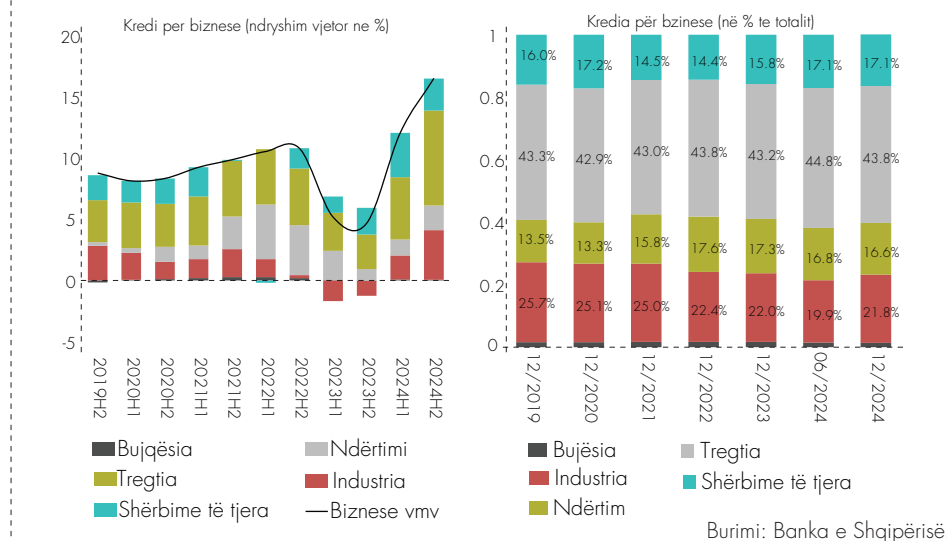 Kredi per biznese (ndryshim vjetor ne %)
20
15
10
5
0
-5
2019H2
2020H1
2020H2
2021H1
2021H2
2022H1
2022H2
2023H1
2023H2
2024H1
2024H2
Bujqësia
Ndërtimi
Tregtia
Industria
Shërbime të tjera
Biznese vmv
Kredia për bzinese (në % te totalit)
1
0.8
0.6
0.4
0.2
0
16.0%
17.2%
14.5%
14.4%
15.8%
17.1%
17.1%
43.3%
42.9%
43.0%
43.8%
43.2%
44.8%
43.8%
13.5%
13.3%
15.8%
17.6%
17.3%
16.8%
16.6%
25.7%
25.1%
25.0%
22.4%
22.0%
19.9%
21.8%
12/2019
12/2020
12/2021
12/2022
12/2023
06/2024
12/2024
Bujësia
Tregtia
Industria
Shërbime të tjera
Ndërtim
Burimi: Banka e Shqipërisë